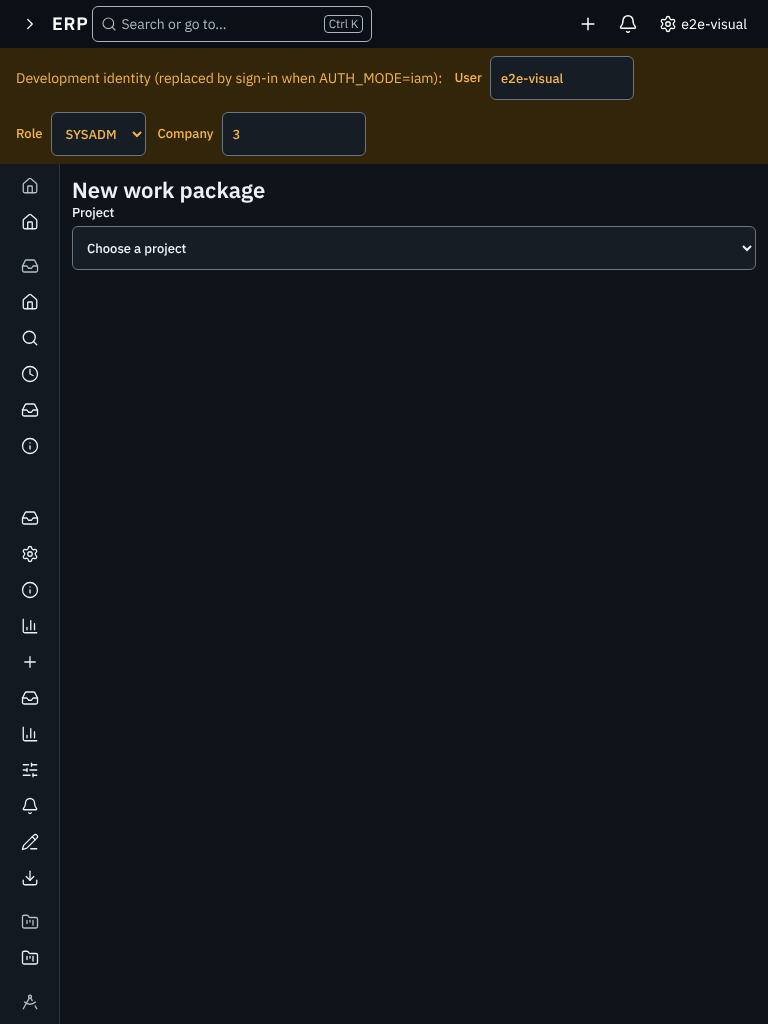 ERP Search or go to... Ctrl K e2e-visual
Development identity (replaced by sign-in when AUTH_MODE=iam): User e2e-visual
Role SYSADM Company 3
New work package
Project
Choose a project